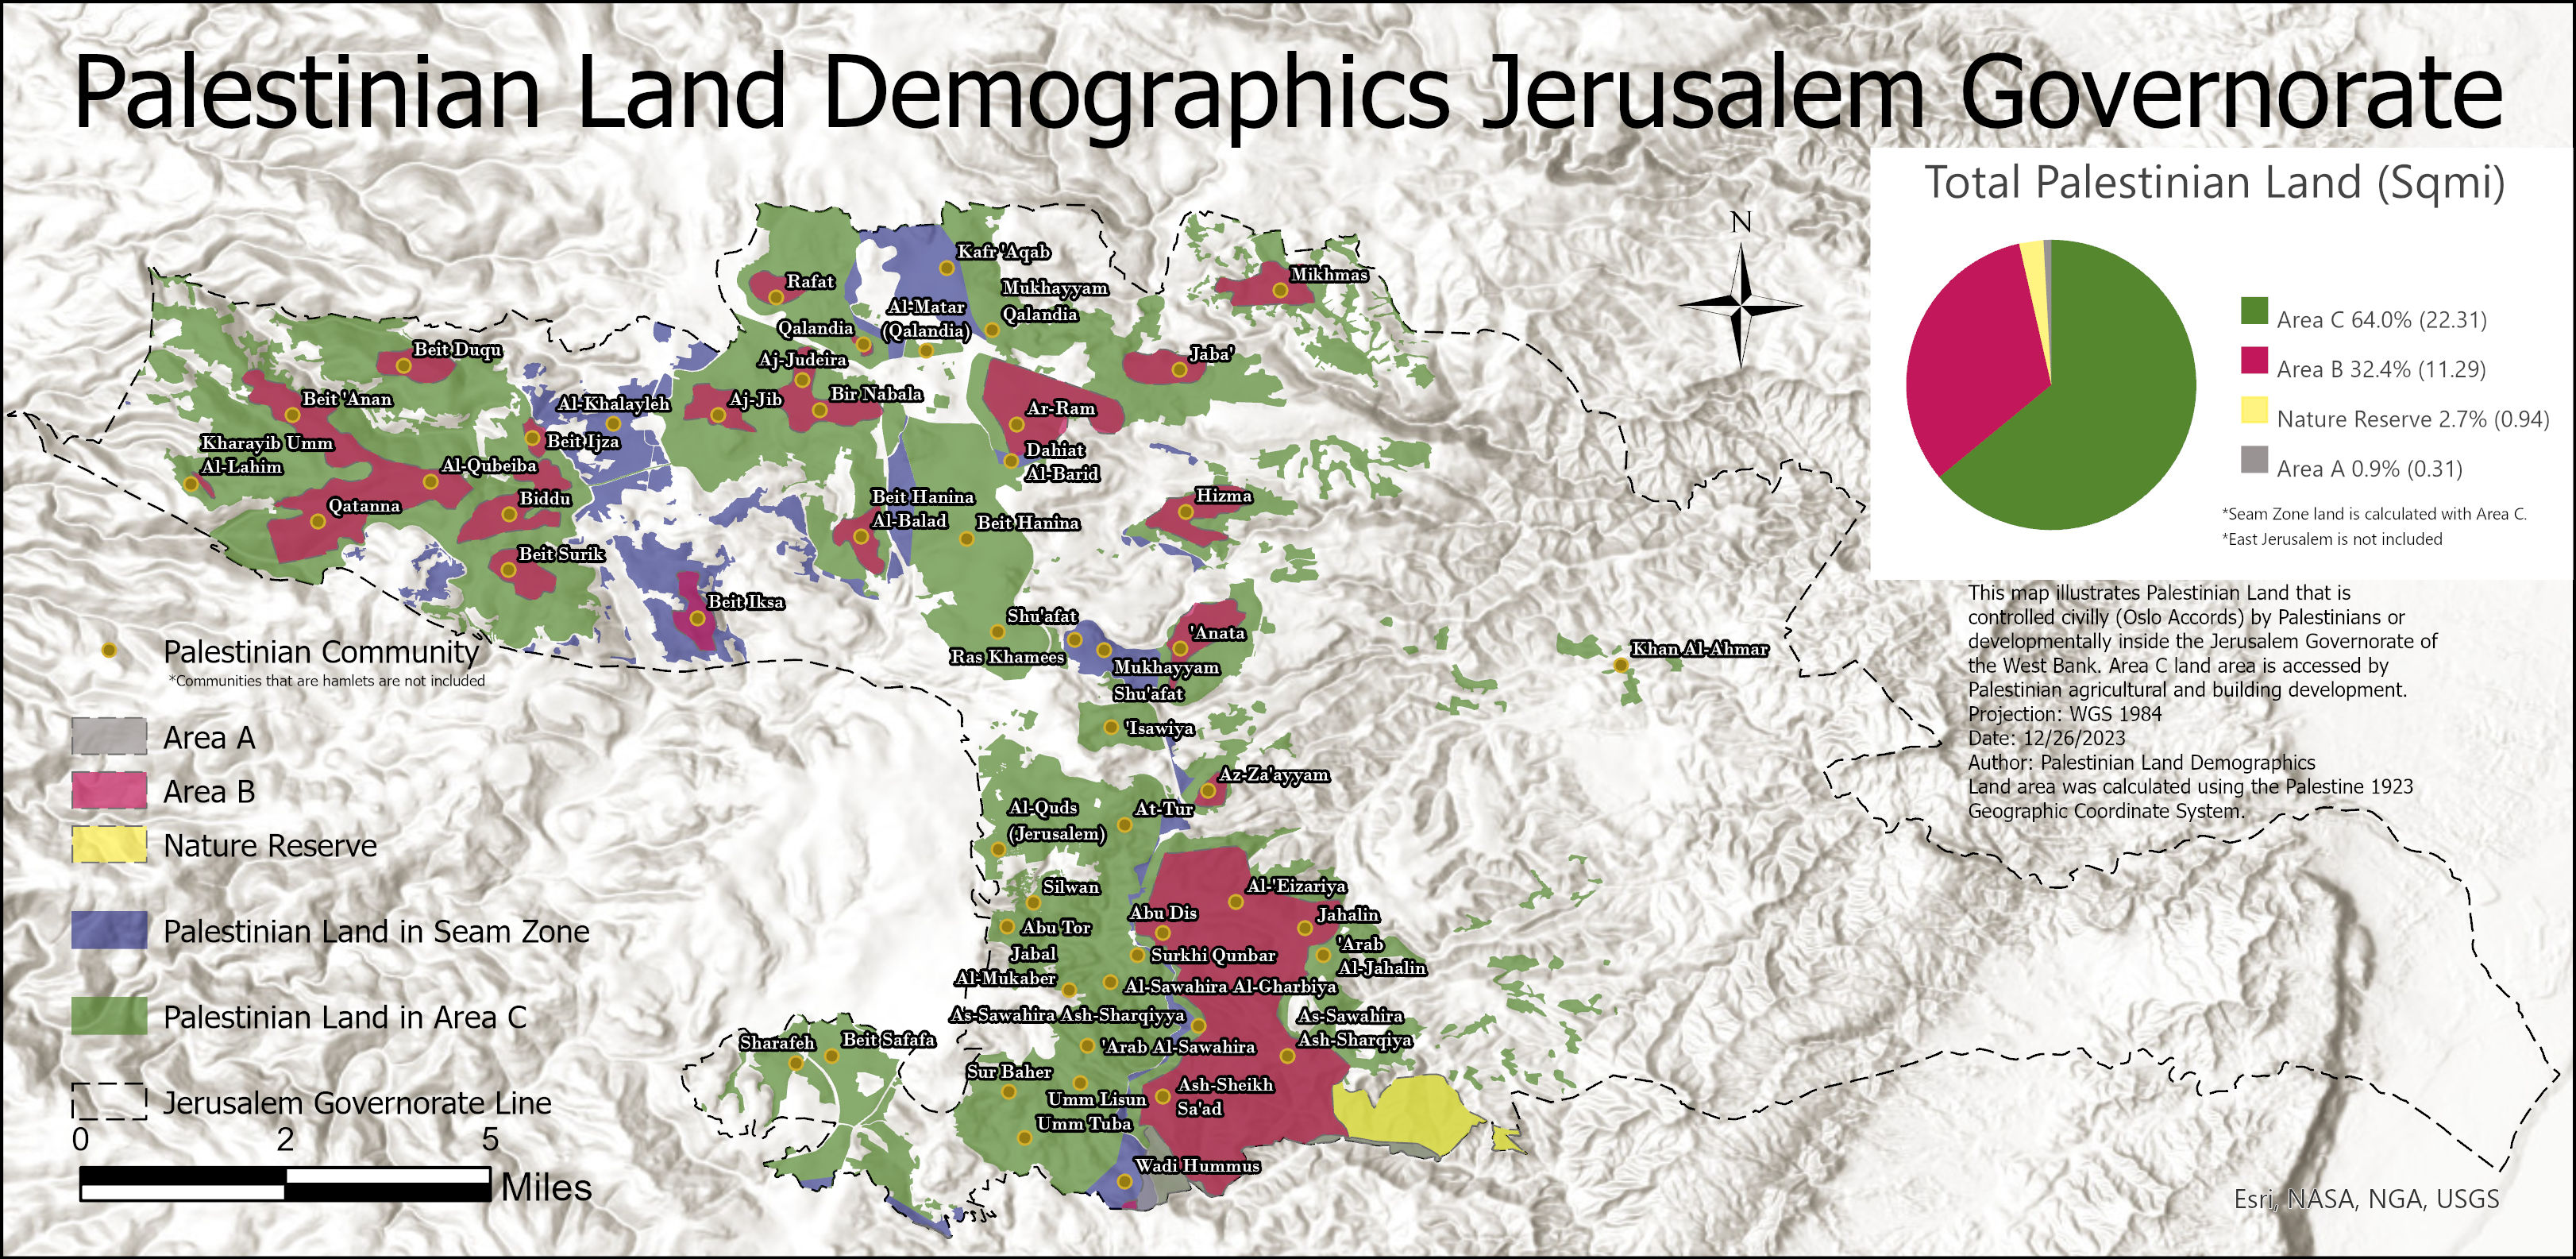 Palestinian Land Demographics Jerusalem Governorate
Total Palestinian Land (Sqmi)
Area C 64.0% (22.31)
Area B 32.4% (11.29)
Nature Reserve 2.7% (0.94)
Area A 0.9% (0.31)
*Seam Zone land is calculated with Area C.
*East Jerusalem is not included
This map illustrates Palestinian Land that is
controlled civilly (Oslo Accords) by Palestinians or
developmentally inside the Jerusalem Governorate of
the West Bank. Area C land area is accessed by
Palestinian agricultural and building development.
Projection: WGS 1984
Date: 12/26/2023
Author: Palestinian Land Demographics
Land area was calculated using the Palestine 1923
Geographic Coordinate System.
N
Kafr 'Aqab
Rafat
Mukhayyam
Qalandia
Mikhmas
Al-Matar
(Qalandia)
Qalandia
Beit Duqu
Aj-Judeira
Jaba'
Beit 'Anan
Al-Khalayleh
Aj-Jib
Bir Nabala
Ar-Ram
Kharayib Umm
Al-Lahim
Beit Ijza
Dahiat
Al-Barid
Al-Qubeiba
Qatanna
Biddu
Beit Hanina
Al-Balad
Beit Hanina
Hizma
Beit Surik
Beit Iksa
Shu'afat
Ras Khamees
'Anata
Mukhayyam
Shu'afat
Khan Al-Ahmar
'Isawiya
Az-Za'ayyam
Al-Quds
(Jerusalem)
At-Tur
Silwan
Al-'Eizariya
Abu Tor
Abu Dis
Jahalin
Jabal
Al-Mukaber
Surkhi Qunbar
'Arab
Al-Jahalin
Al-Sawahira Al-Gharbiya
As-Sawahira Ash-Sharqiyya
As-Sawahira
Ash-Sharqiya
Sharafeh
Beit Safafa
'Arab Al-Sawahira
Sur Baher
Ash-Sheikh
Sa'ad
Umm Lisun
Umm Tuba
Wadi Hummus
Palestinian Community
*Communities that are hamlets are not included
Area A
Area B
Nature Reserve
Palestinian Land in Seam Zone
Palestinian Land in Area C
Jerusalem Governorate Line
0 2 5
Miles
Esri, NASA, NGA, USGS